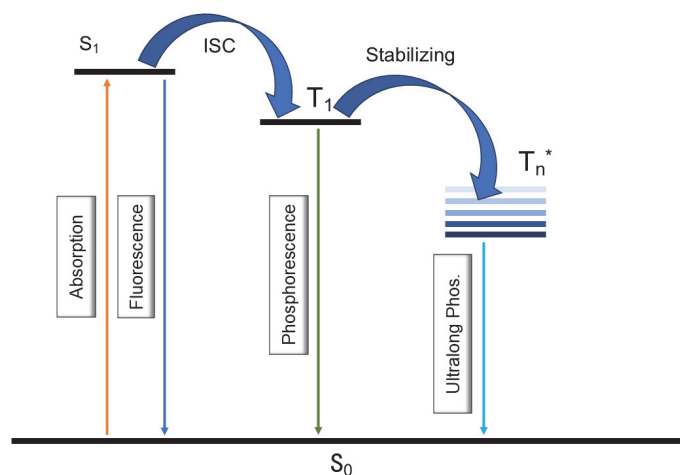 S₁
ISC
Stabilizing
T₁
Tₙ*
Absorption
Fluorescence
Phosphorescence
Ultralong Phos.
S₀